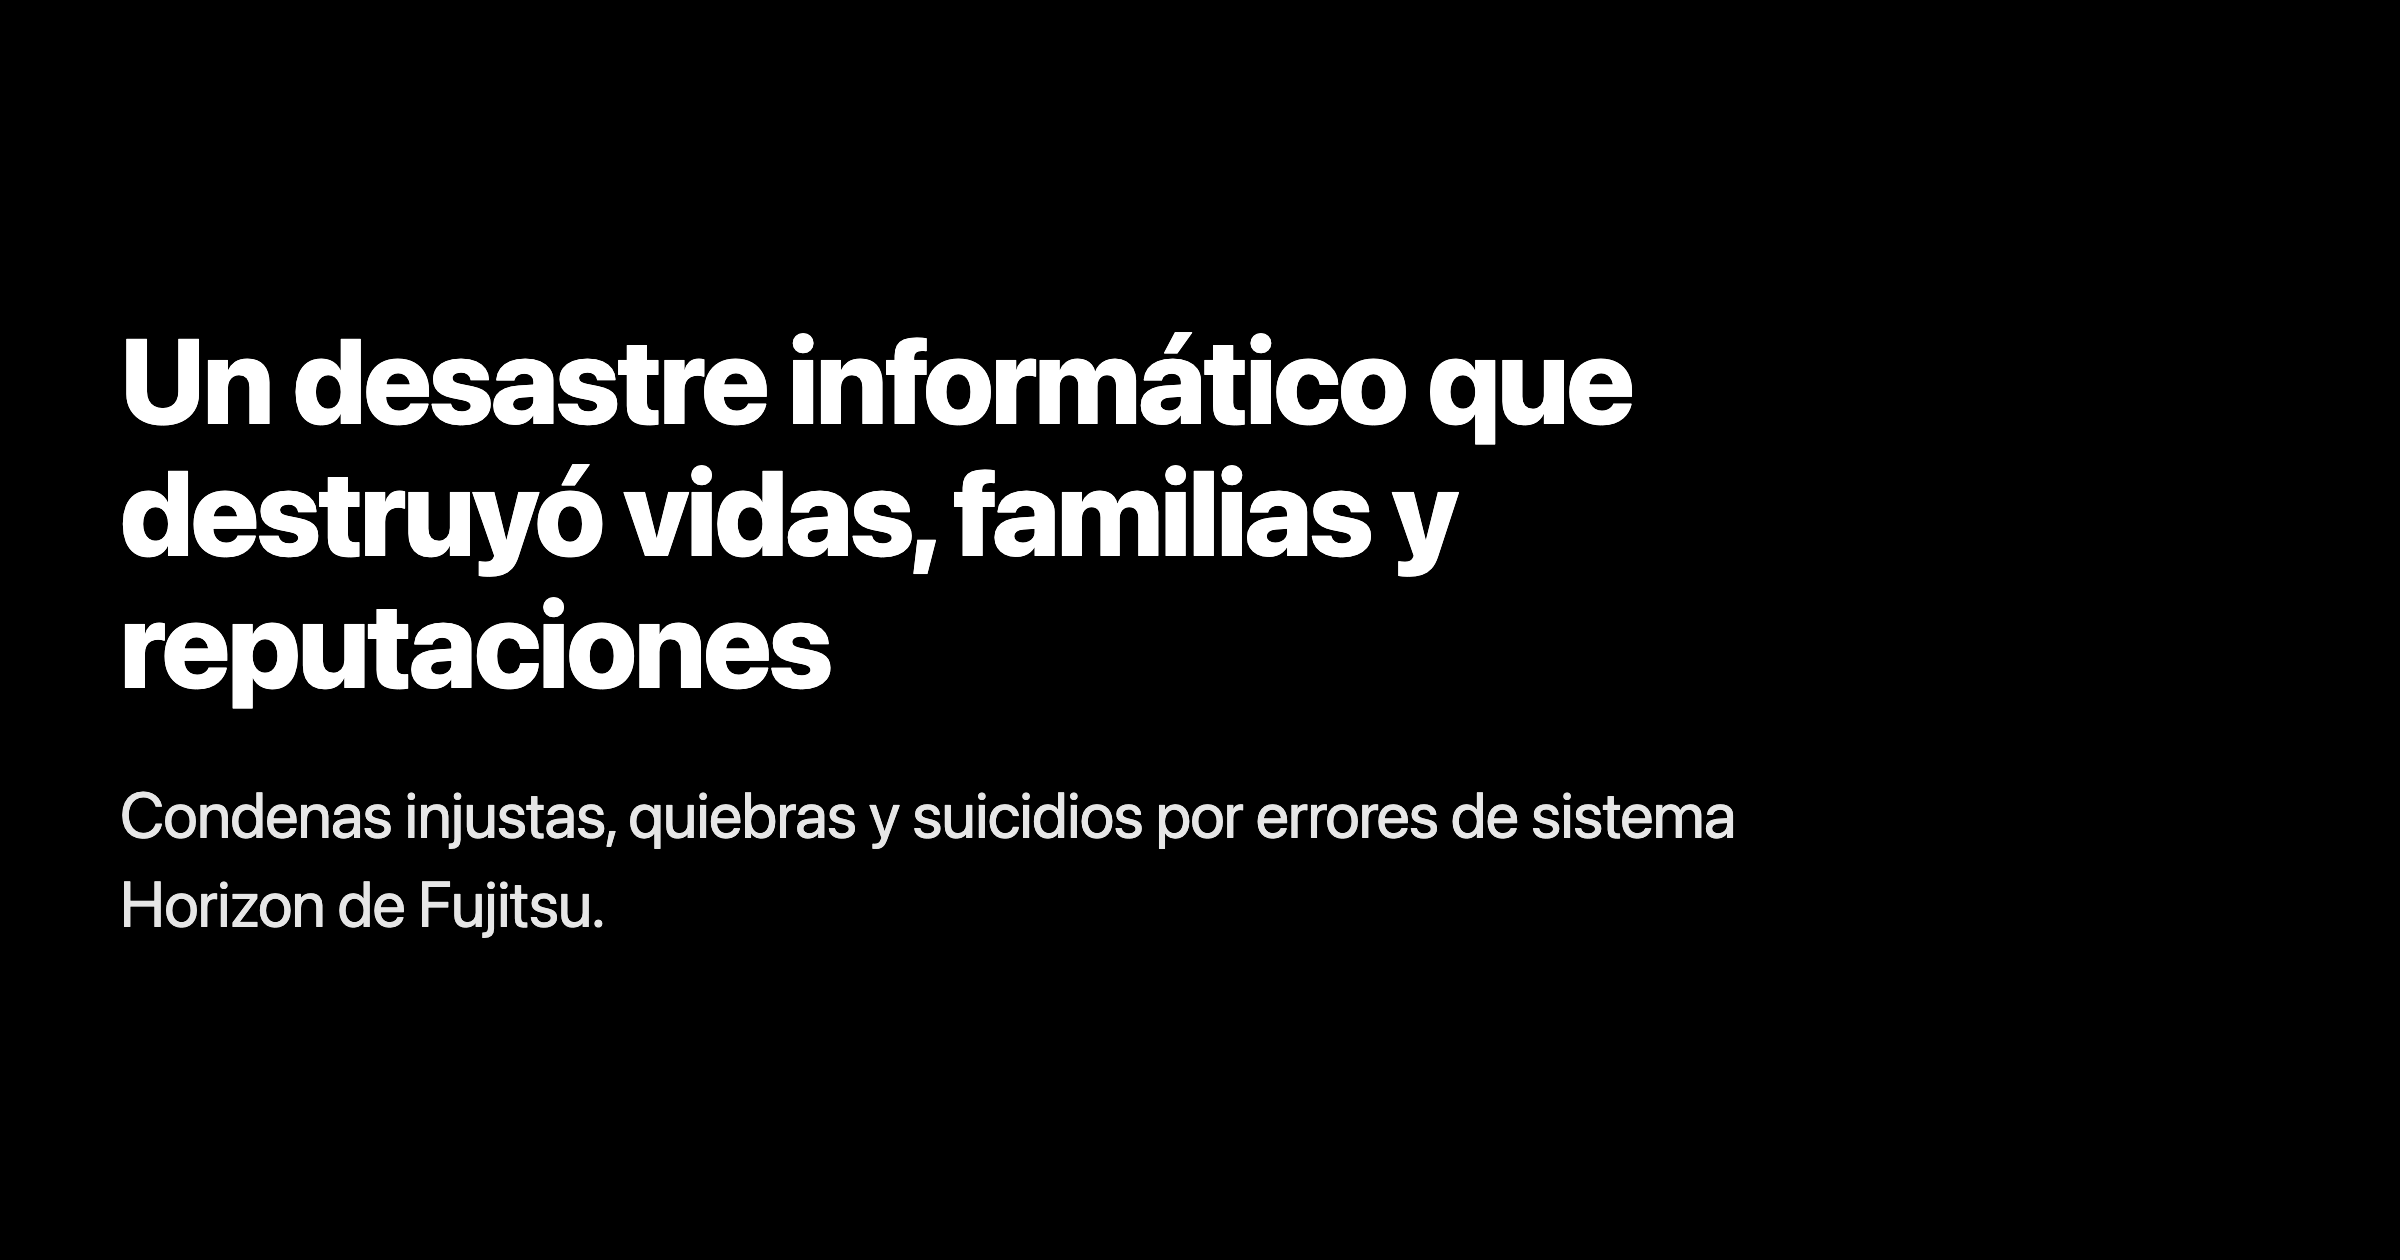 Un desastre informático que
destruyó vidas, familias y
reputaciones
Condenas injustas, quiebras y suicidios por errores de sistema
Horizon de Fujitsu.